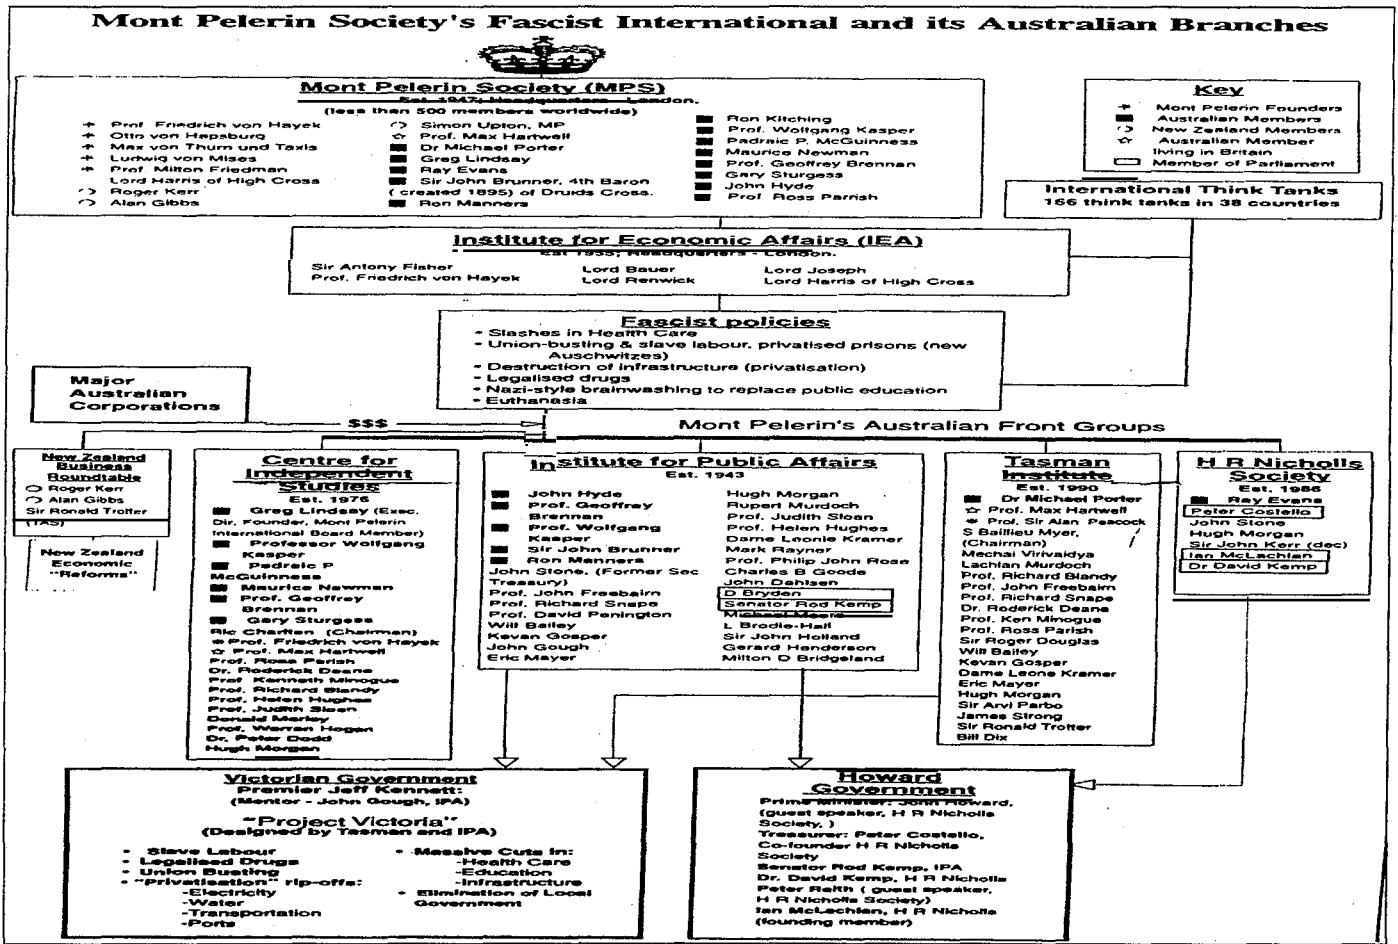 Mont Pelerin Society's Fascist International and its Australian Branches
Mont Pelerin Society (MPS)
Est. 1947; Headquarters - London.
(less than 500 members worldwide)
Prof. Friedrich von Hayek
Otto von Hapsburg
Max von Thurn und Taxis
Ludwig von Mises
Prof. Milton Friedman
Lord Harris of High Cross
Roger Kerr
Alan Gibbs
Simon Upton, MP
Prof. Max Hartwell
Dr Michael Porter
Greg Lindsay
Ray Evans
Sir John Brunner, 4th Baron
(created 1895) of Druids Cross.
Ron Manners
Ron Kitching
Prof. Wolfgang Kasper
Padraic P. McGuinness
Maurice Newman
Prof. Geoffrey Brennan
Gary Sturgess
John Hyde
Prof. Ross Parrish
Key
Mont Pelerin Founders
Australian Members
New Zealand Members
Australian Member
living in Britain
Member of Parliament
International Think Tanks
166 think tanks in 38 countries
Institute for Economic Affairs (IEA)
Est 1955; Headquarters - London.
Sir Antony Fisher
Prof. Friedrich von Hayek
Lord Bauer
Lord Renwick
Lord Joseph
Lord Harris of High Cross
Fascist policies
• Slashes in Health Care
• Union-busting & slave labour, privatised prisons (new
Auschwitzes)
• Destruction of infrastructure (privatisation)
• Legalised drugs
• Nazi-style brainwashing to replace public education
• Euthanasia
Major
Australian
Corporations
$$$
Mont Pelerin's Australian Front Groups
New Zealand
Business
Roundtable
Roger Kerr
Alan Gibbs
Sir Ronald Trotter
(TAS)
New Zealand
Economic
"Reforms"
Centre for
Independent
Studies
Est. 1976
Greg Lindsay (Exec.
Dir. Founder, Mont Pelerin
International Board Member)
Professor Wolfgang
Kasper
Padraic P
McGuinness
Maurice Newman
Prof. Geoffrey
Brennan
Gary Sturgess
Ric Charlton (Chairman)
Prof. Friedrich von Hayek
Prof. Max Hartwell
Prof. Ross Parish
Dr. Roderick Deane
Prof Kenneth Minogue
Prof. Richard Blandy
Prof. Helen Hughes
Prof. Judith Sloan
Donald Morley
Prof. Warren Hogan
Dr. Peter Dodd
Hugh Morgan
Institute for Public Affairs
Est. 1943
John Hyde
Prof. Geoffrey
Brennan
Prof. Wolfgang
Kasper
Sir John Brunner
Ron Manners
John Stone, (Former Sec
Treasury)
Prof. John Freebairn
Prof. Richard Snape
Prof. David Penington
Will Bailey
Kevan Gosper
John Gough
Eric Mayer
Hugh Morgan
Rupert Murdoch
Prof. Judith Sloan
Prof. Helen Hughes
Dame Leonie Kramer
Mark Rayner
Prof. Philip John Rose
Charles B Goode
John Dahlsen
D Bryden
Senator Rod Kemp
Michael Moore
L Brodie-Hall
Sir John Holland
Gerard Henderson
Milton D Bridgeland
Tasman
Institute
Est. 1990
Dr Michael Porter
Prof. Max Hartwell
Prof. Sir Alan Peacock
S Baillieu Myer,
(Chairman)
Mechai Virivaidya
Lachlan Murdoch
Prof. Richard Blandy
Prof. John Freebairn
Prof. Richard Snape
Dr. Roderick Deane
Prof. Ken Minogue
Prof. Ross Parish
Sir Roger Douglas
Will Bailey
Kevan Gosper
Dame Leone Kramer
Eric Mayer
Hugh Morgan
Sir Arvi Parbo
James Strong
Sir Ronald Trotter
Bill Dix
H R Nicholls
Society
Est. 1986
Ray Evans
Peter Costello
John Stone
Hugh Morgan
Sir John Kerr (dec)
Ian McLachlan
Dr David Kemp
Victorian Government
Premier Jeff Kennett:
(Mentor - John Gough, IPA)
"Project Victoria"
(Designed by Tasman and IPA)
• Slave Labour
• Legalised Drugs
• Union Busting
• "Privatisation" rip-offs:
-Electricity
-Water
-Transportation
-Ports
• Massive Cuts in:
-Health Care
-Education
-Infrastructure
• Elimination of Local
Government
Howard
Government
Prime Minister: John Howard,
(guest speaker, H R Nicholls
Society, )
Treasurer: Peter Costello,
Co-founder H R Nicholls
Society
Senator Rod Kemp, IPA
Dr. David Kemp, H R Nicholls
Peter Reith ( guest speaker,
H R Nicholls Society)
Ian McLachlan, H R Nicholls
(founding member)